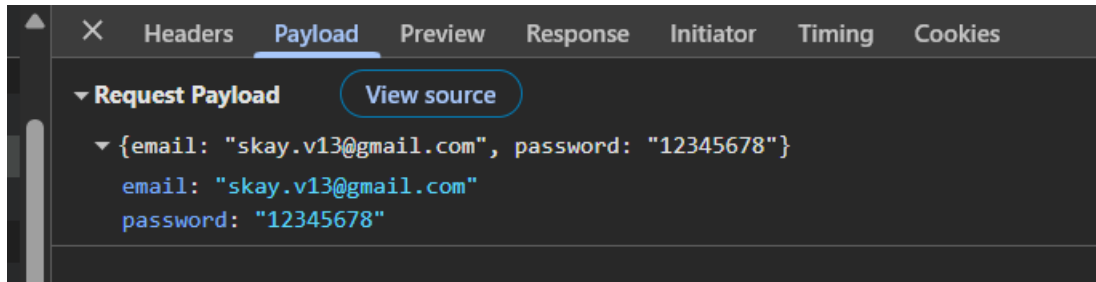 Headers Payload Preview Response Initiator Timing Cookies
Request Payload View source
{email: "skay.v13@gmail.com", password: "12345678"}
email: "skay.v13@gmail.com"
password: "12345678"